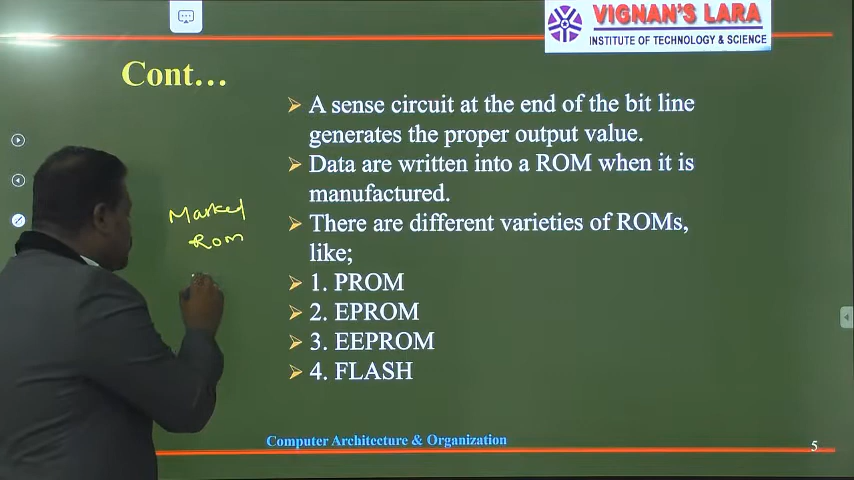 VIGNAN'S LARA
INSTITUTE OF TECHNOLOGY & SCIENCE
Cont…
➢ A sense circuit at the end of the bit line
generates the proper output value.
➢ Data are written into a ROM when it is
manufactured.
➢ There are different varieties of ROMs,
like;
➢ 1. PROM
➢ 2. EPROM
➢ 3. EEPROM
➢ 4. FLASH
Marked
Rom
Computer Architecture & Organization
5